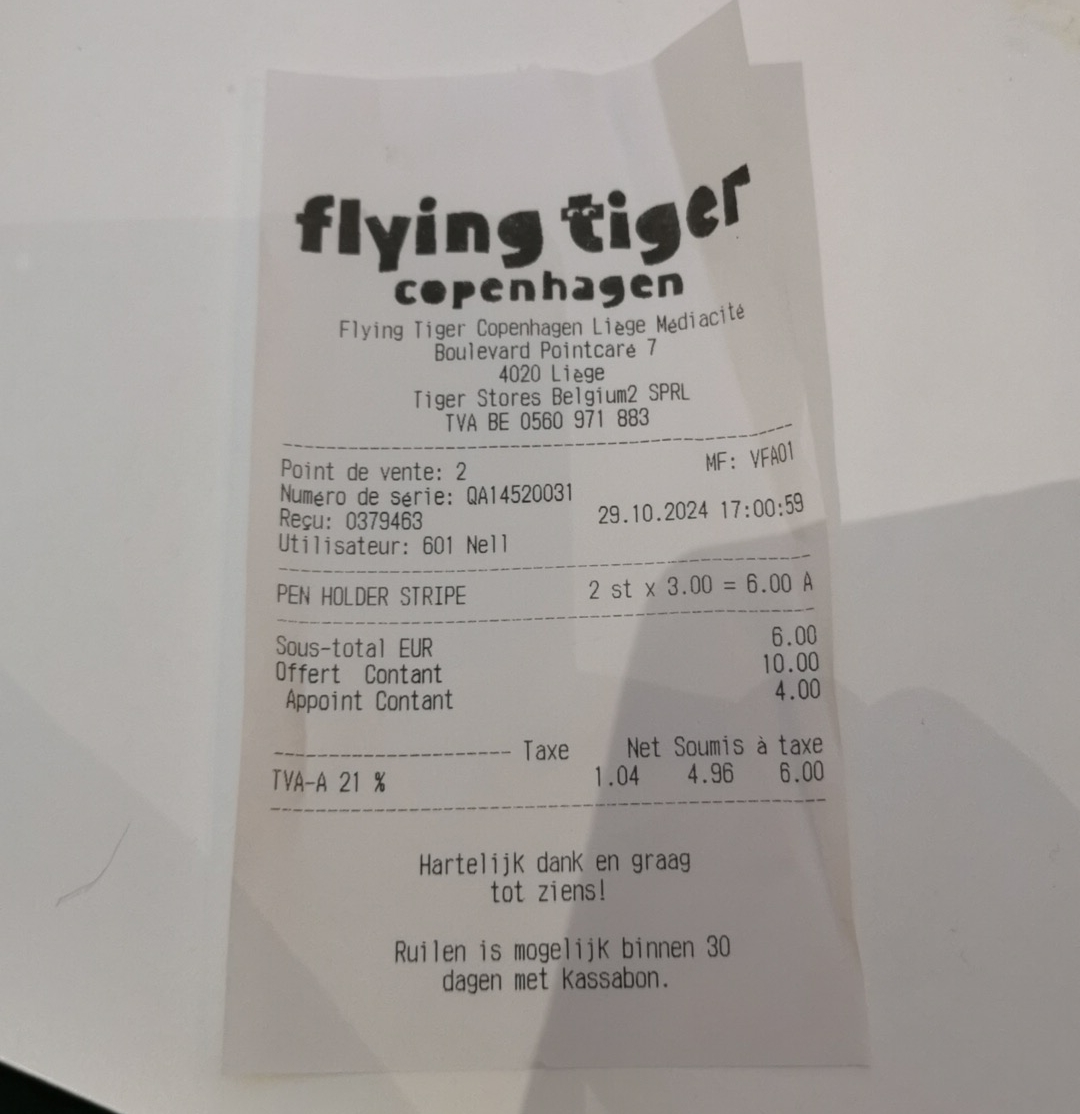 flying tiger
copenhagen
Flying Tiger Copenhagen Liège Médiacité
Boulevard Pointcaré 7
4020 Liège
Tiger Stores Belgium2 SPRL
TVA BE 0560 971 883
Point de vente: 2 MF: VFA01
Numéro de série: QA14520031
Reçu: 0379463 29.10.2024 17:00:59
Utilisateur: 601 Nell
PEN HOLDER STRIPE 2 st x 3.00 = 6.00 A
Sous-total EUR 6.00
Offert Contant 10.00
Appoint Contant 4.00
-------------------- Taxe Net Soumis à taxe
TVA-A 21 % 1.04 4.96 6.00
Hartelijk dank en graag
tot ziens!
Ruilen is mogelijk binnen 30
dagen met kassabon.